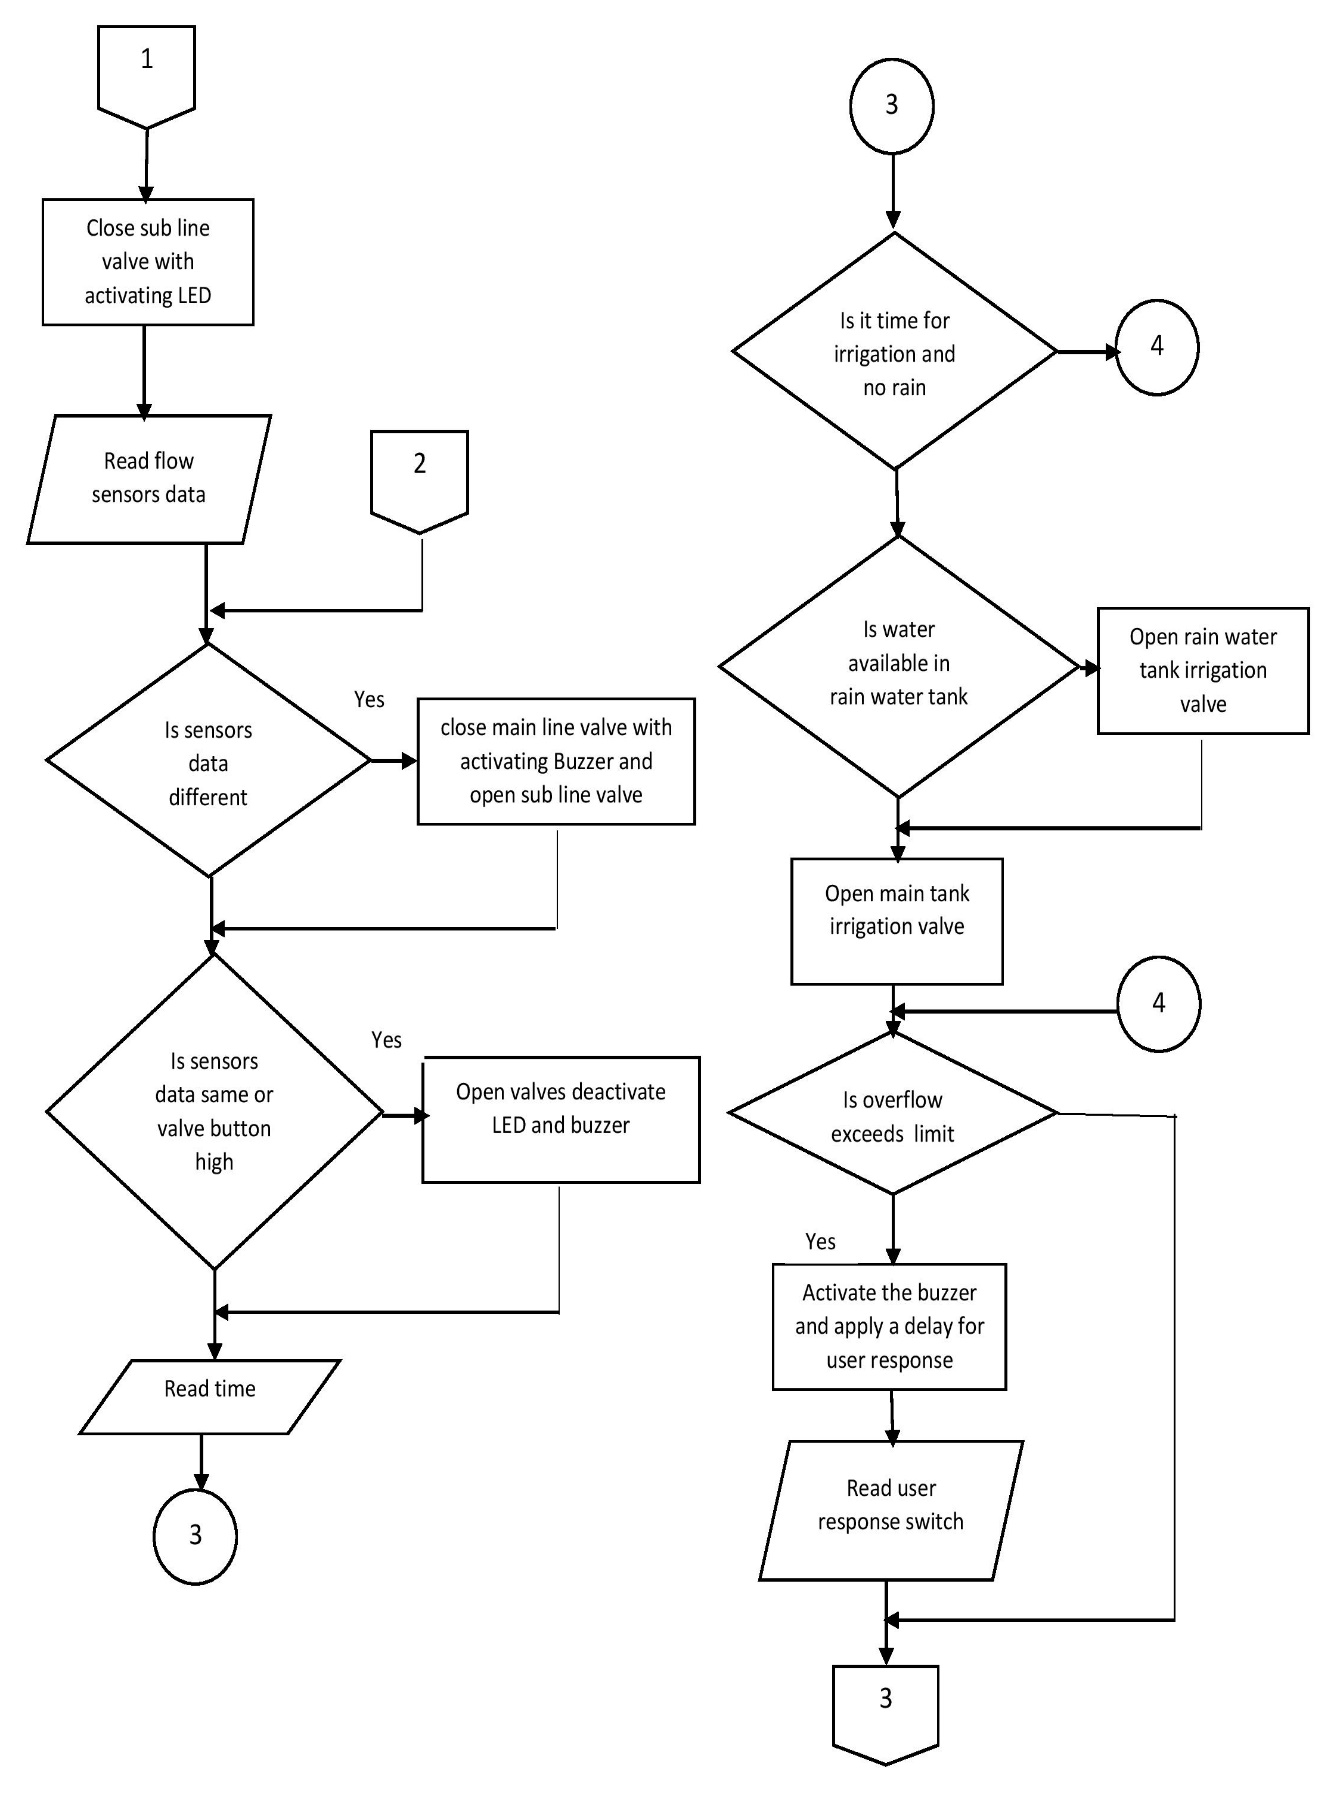 1
Close sub line
valve with
activating LED
Read flow
sensors data
2
Is sensors
data
different
Yes
close main line valve with
activating Buzzer and
open sub line valve
Is sensors
data same or
valve button
high
Yes
Open valves deactivate
LED and buzzer
Read time
3
3
Is it time for
irrigation and
no rain
4
Is water
available in
rain water tank
Open rain water
tank irrigation
valve
Open main tank
irrigation valve
4
Is overflow
exceeds limit
Yes
Activate the buzzer
and apply a delay for
user response
Read user
response switch
3